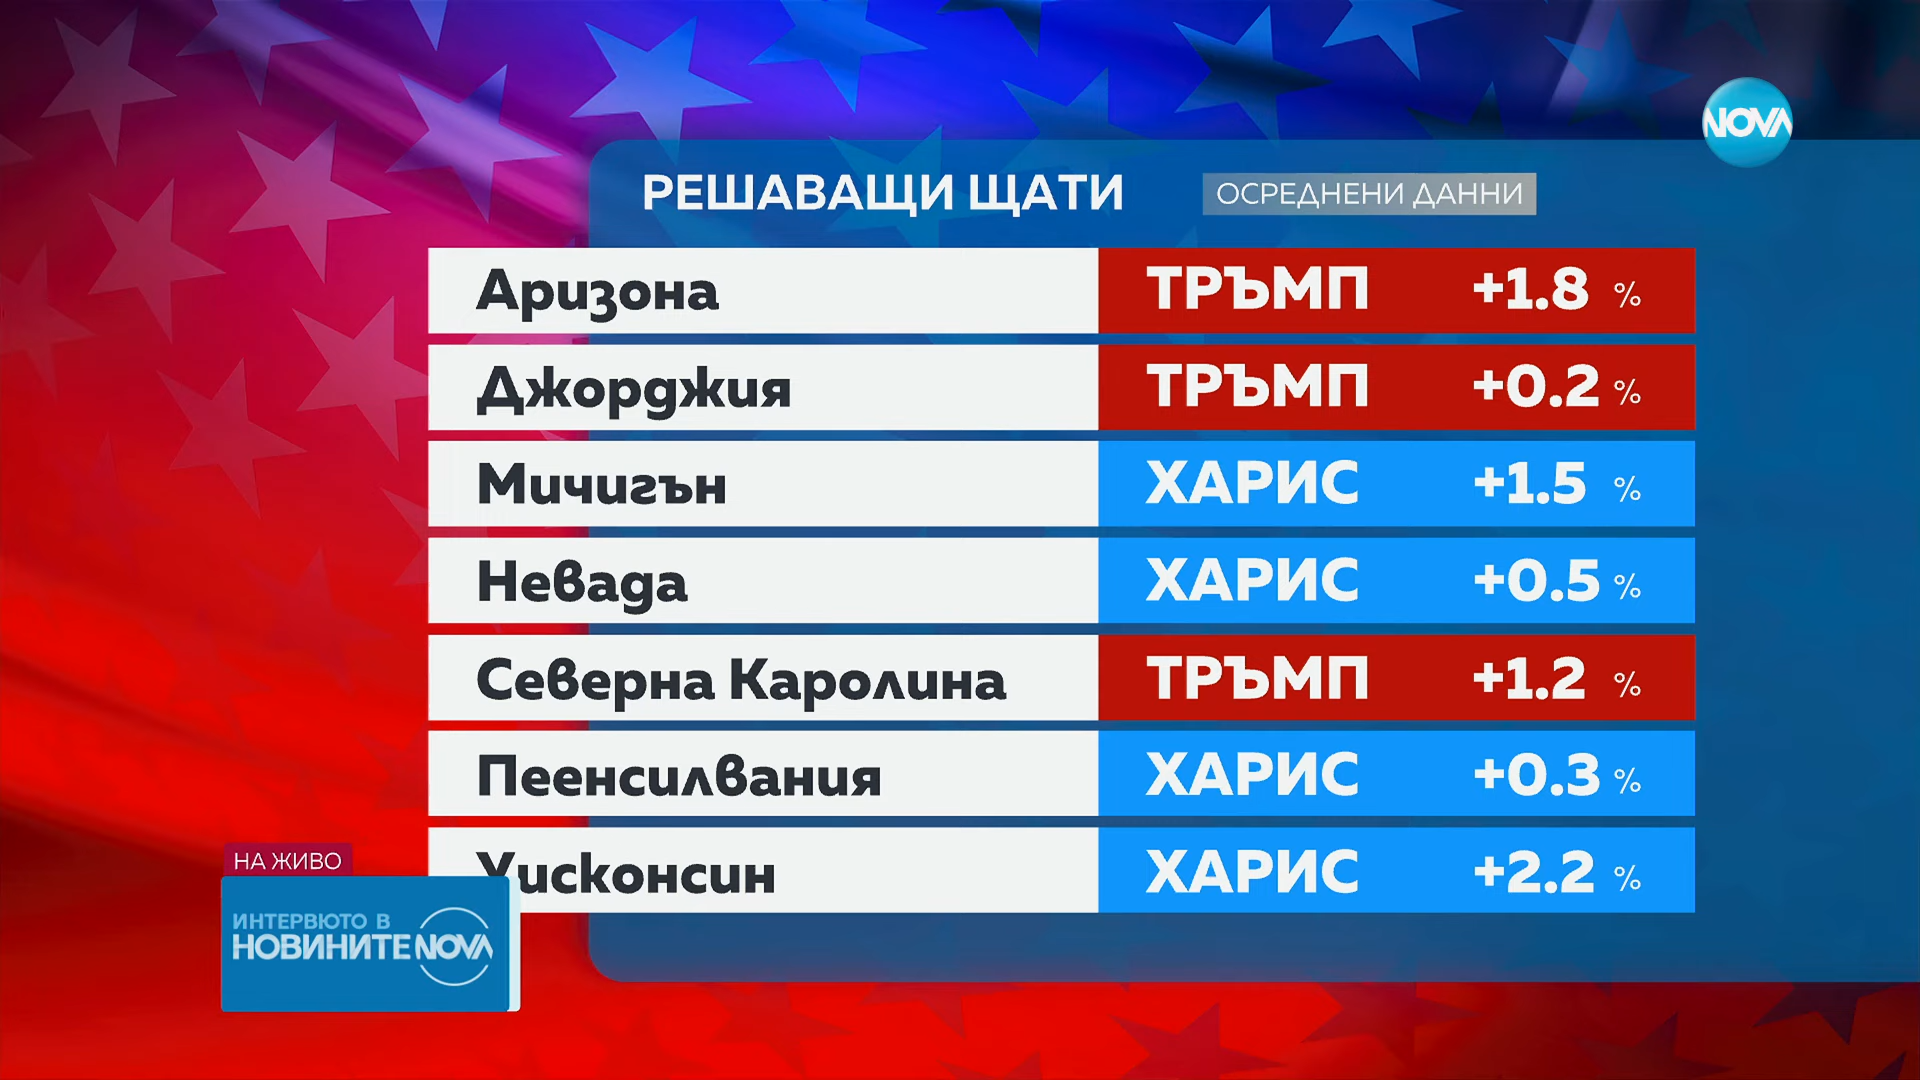 NOVA
РЕШАВАЩИ ЩАТИ ОСРЕДНЕНИ ДАННИ
Аризона ТРЪМП +1.8 %
Джорджия ТРЪМП +0.2 %
Мичигън ХАРИС +1.5 %
Невада ХАРИС +0.5 %
Северна Каролина ТРЪМП +1.2 %
Пеенсилвания ХАРИС +0.3 %
Уисконсин ХАРИС +2.2 %
НА ЖИВО
ИНТЕРВЮТО В
НОВИНИТЕ NOVA